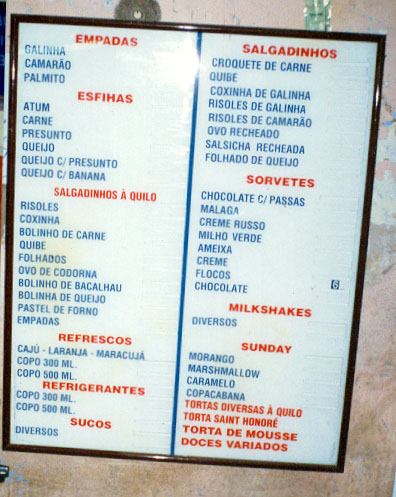 EMPADAS
GALINHA
CAMARÃO
PALMITO
ESFIHAS
ATUM
CARNE
PRESUNTO
QUEIJO
QUEIJO C/ PRESUNTO
QUEIJO C/ BANANA
SALGADINHOS À QUILO
RISOLES
COXINHA
BOLINHO DE CARNE
QUIBE
FOLHADOS
OVO DE CODORNA
BOLINHO DE BACALHAU
BOLINHA DE QUEIJO
PASTEL DE FORNO
EMPADAS
REFRESCOS
CAJÚ - LARANJA - MARACUJÁ
COPO 300 ML.
COPO 500 ML.
REFRIGERANTES
COPO 300 ML.
COPO 500 ML.
SUCOS
DIVERSOS
SALGADINHOS
CROQUETE DE CARNE
QUIBE
COXINHA DE GALINHA
RISOLES DE GALINHA
RISOLES DE CAMARÃO
OVO RECHEADO
SALSICHA RECHEADA
FOLHADO DE QUEIJO
SORVETES
CHOCOLATE C/ PASSAS
MALAGA
CREME RUSSO
MILHO VERDE
AMEIXA
CREME
FLOCOS
CHOCOLATE 6
MILKSHAKES
DIVERSOS
SUNDAY
MORANGO
MARSHMALLOW
CARAMELO
COPACABANA
TORTAS DIVERSAS À QUILO
TORTA SAINT HONORÉ
TORTA DE MOUSSE
DOCES VARIADOS